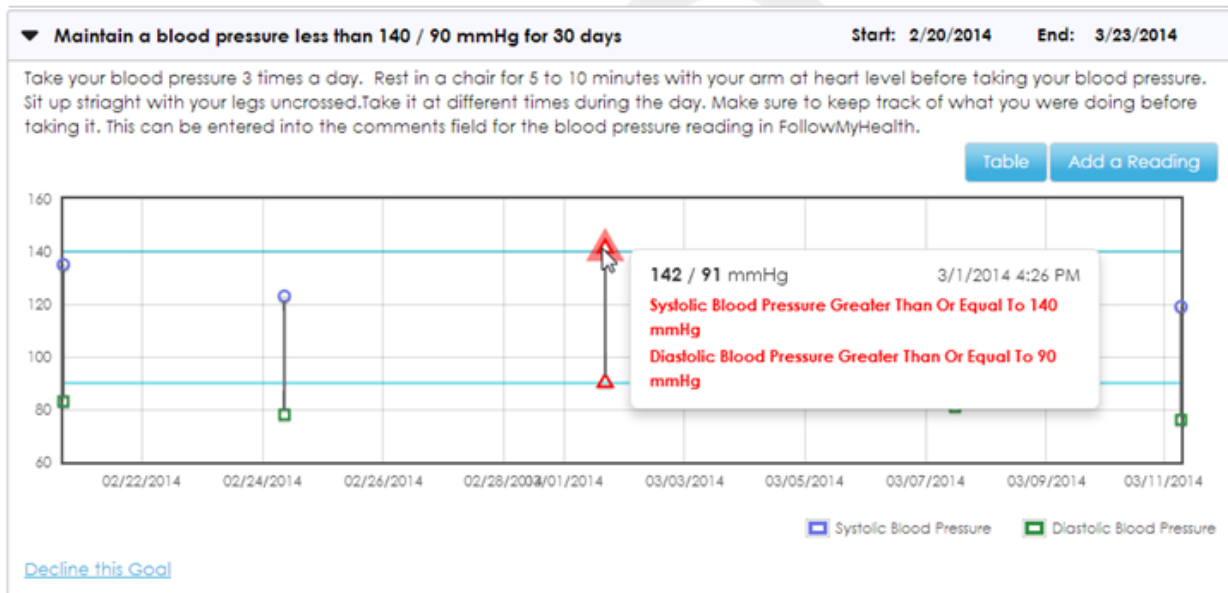 Maintain a blood pressure less than 140 / 90 mmHg for 30 days Start: 2/20/2014 End: 3/23/2014
Take your blood pressure 3 times a day. Rest in a chair for 5 to 10 minutes with your arm at heart level before taking your blood pressure.
Sit up striaght with your legs uncrossed.Take it at different times during the day. Make sure to keep track of what you were doing before
taking it. This can be entered into the comments field for the blood pressure reading in FollowMyHealth.
Table Add a Reading
160
140
142 / 91 mmHg 3/1/2014 4:26 PM
Systolic Blood Pressure Greater Than Or Equal To 140
mmHg
Diastolic Blood Pressure Greater Than Or Equal To 90
mmHg
120
100
80
60
02/22/2014 02/24/2014 02/26/2014 02/28/2014 03/01/2014 03/03/2014 03/05/2014 03/07/2014 03/09/2014 03/11/2014
Systolic Blood Pressure Diastolic Blood Pressure
Decline this Goal